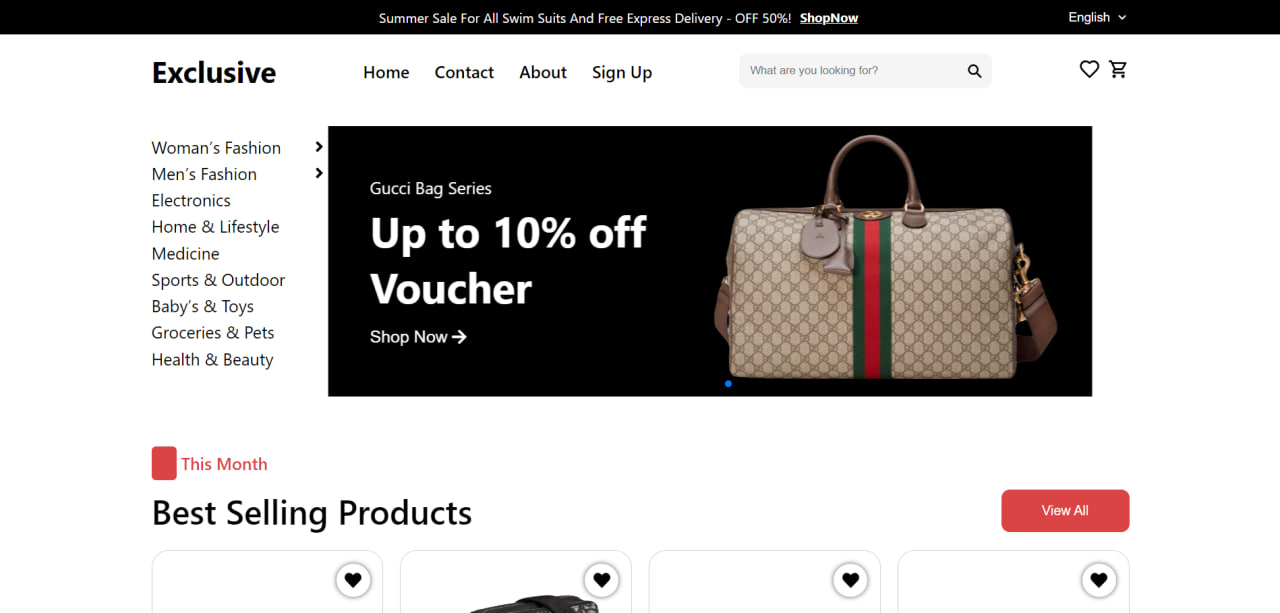 Summer Sale For All Swim Suits And Free Express Delivery - OFF 50%! ShopNow
English
Exclusive
Home
Contact
About
Sign Up
What are you looking for?
Woman’s Fashion
Men’s Fashion
Electronics
Home & Lifestyle
Medicine
Sports & Outdoor
Baby’s & Toys
Groceries & Pets
Health & Beauty
Gucci Bag Series
Up to 10% off
Voucher
Shop Now
This Month
Best Selling Products
View All